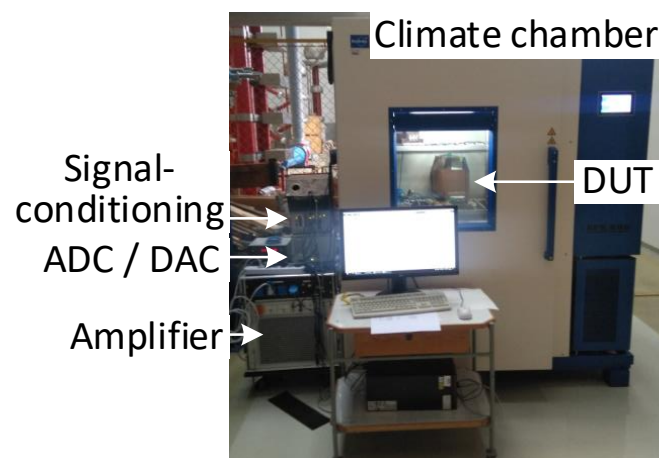 Climate chamber
Signal-
conditioning
DUT
ADC / DAC
Amplifier